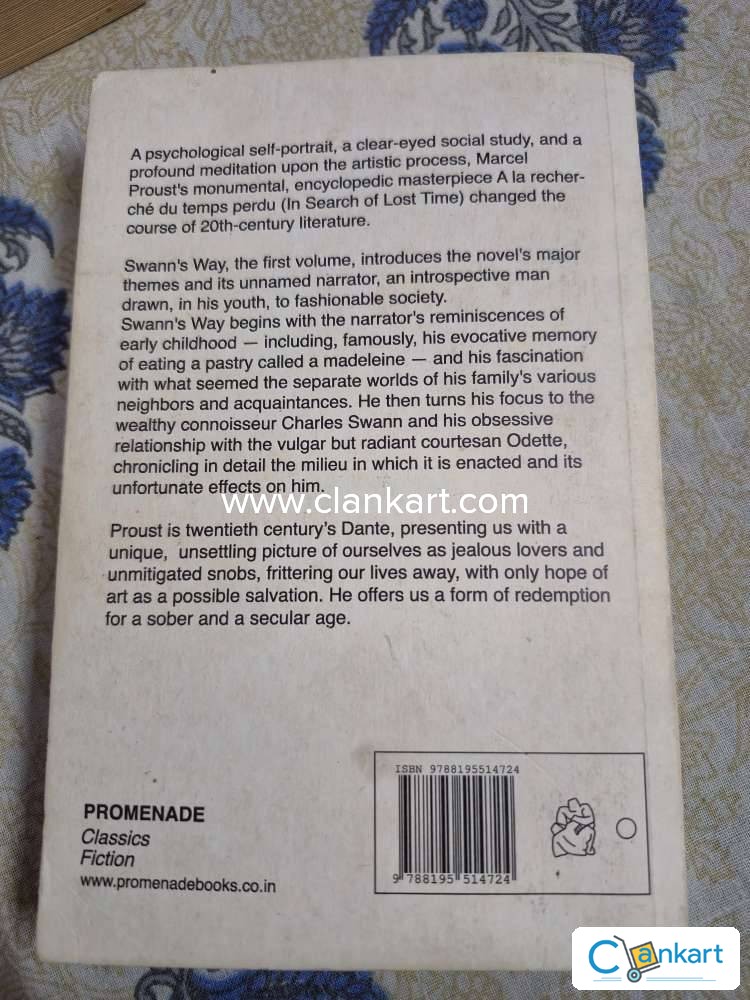 A psychological self-portrait, a clear-eyed social study, and a
profound meditation upon the artistic process, Marcel
Proust's monumental, encyclopedic masterpiece A la recher-
ché du temps perdu (In Search of Lost Time) changed the
course of 20th-century literature.
Swann's Way, the first volume, introduces the novel's major
themes and its unnamed narrator, an introspective man
drawn, in his youth, to fashionable society.
Swann's Way begins with the narrator's reminiscences of
early childhood — including, famously, his evocative memory
of eating a pastry called a madeleine — and his fascination
with what seemed the separate worlds of his family's various
neighbors and acquaintances. He then turns his focus to the
wealthy connoisseur Charles Swann and his obsessive
relationship with the vulgar but radiant courtesan Odette,
chronicling in detail the milieu in which it is enacted and its
unfortunate effects on him.
www.clankart.com
Proust is twentieth century's Dante, presenting us with a
unique, unsettling picture of ourselves as jealous lovers and
unmitigated snobs, frittering our lives away, with only hope of
art as a possible salvation. He offers us a form of redemption
for a sober and a secular age.
ISBN 9788195514724
9 788195 514724
PROMENADE
Classics
Fiction
www.promenadebooks.co.in
Clankart